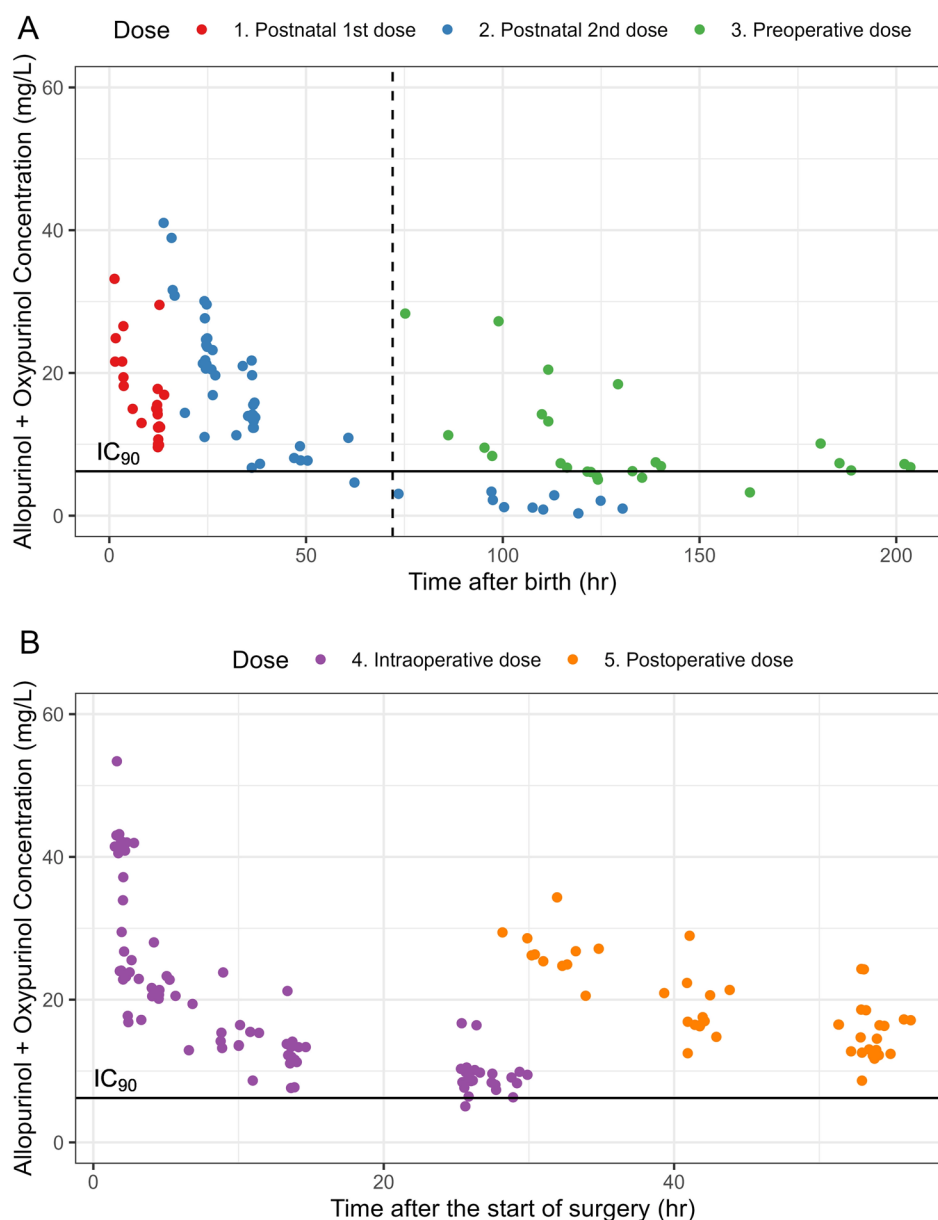 A
Dose 1. Postnatal 1st dose 2. Postnatal 2nd dose 3. Preoperative dose
Allopurinol + Oxypurinol Concentration (mg/L)
60
40
20
IC90
0
0 50 100 150 200
Time after birth (hr)
B
Dose 4. Intraoperative dose 5. Postoperative dose
Allopurinol + Oxypurinol Concentration (mg/L)
60
40
20
IC90
0
0 20 40
Time after the start of surgery (hr)